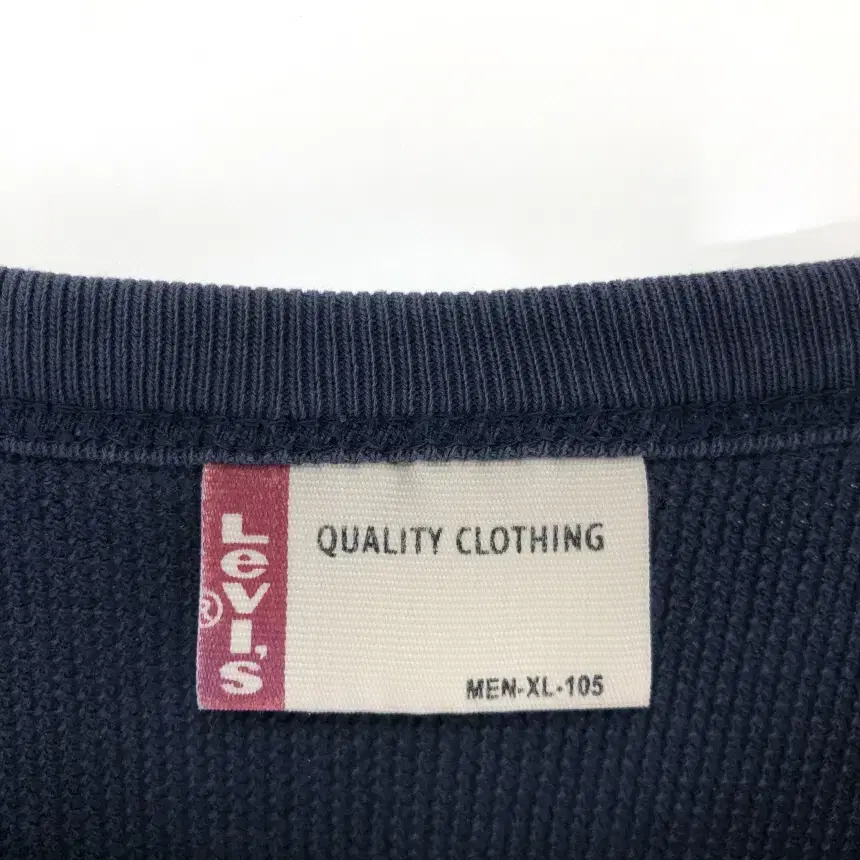 LeVI'S
®
QUALITY CLOTHING
MEN-XL-105